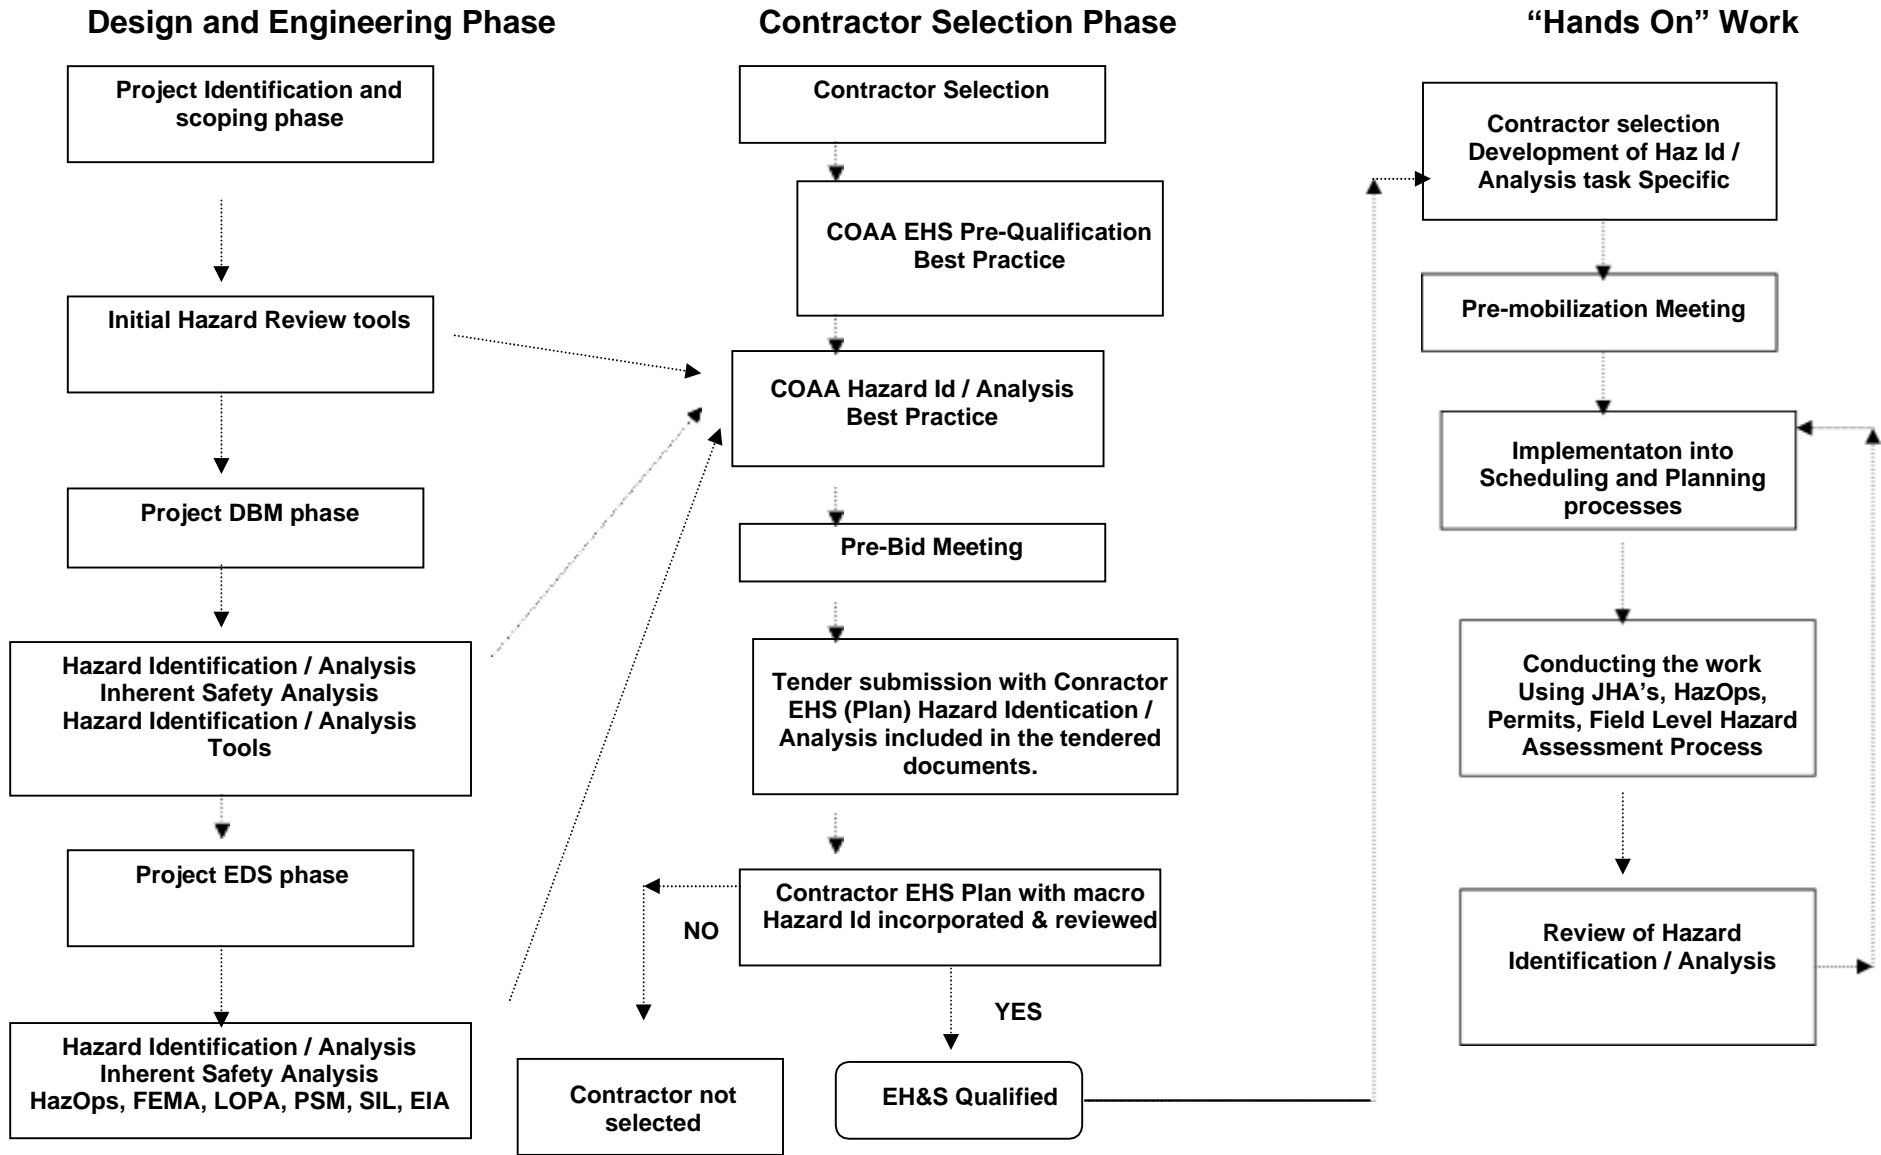 Design and Engineering Phase
Project Identification and
scoping phase
Initial Hazard Review tools
Project DBM phase
Hazard Identification / Analysis
Inherent Safety Analysis
Hazard Identification / Analysis
Tools
Project EDS phase
Hazard Identification / Analysis
Inherent Safety Analysis
HazOps, FEMA, LOPA, PSM, SIL, EIA
Contractor Selection Phase
Contractor Selection
COAA EHS Pre-Qualification
Best Practice
COAA Hazard Id / Analysis
Best Practice
Pre-Bid Meeting
Tender submission with Conractor
EHS (Plan) Hazard Identication /
Analysis included in the tendered
documents.
Contractor EHS Plan with macro
Hazard Id incorporated & reviewed
NO
YES
Contractor not
selected
EH&S Qualified
“Hands On” Work
Contractor selection
Development of Haz Id /
Analysis task Specific
Pre-mobilization Meeting
Implementaton into
Scheduling and Planning
processes
Conducting the work
Using JHA’s, HazOps,
Permits, Field Level Hazard
Assessment Process
Review of Hazard
Identification / Analysis